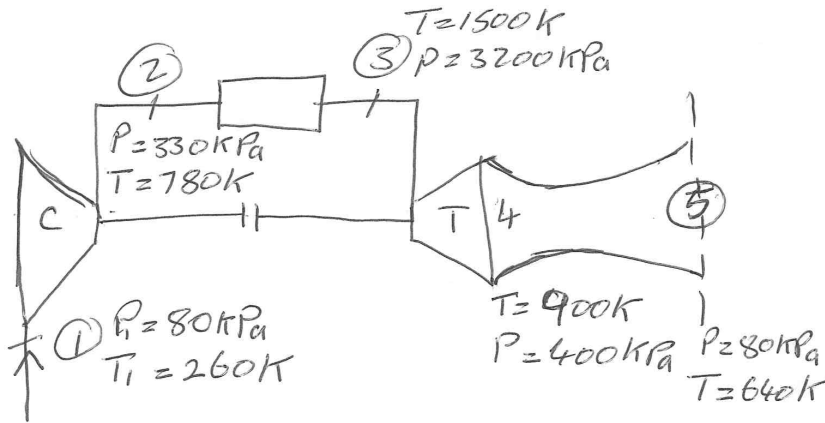 T=1500K
② ③ P=3200KPa
P=330KPa
T=780K
C T 4 ⑤
① P₁=80KPa
T₁=260K
T=900K
P=400KPa
P=80KPa
T=640K